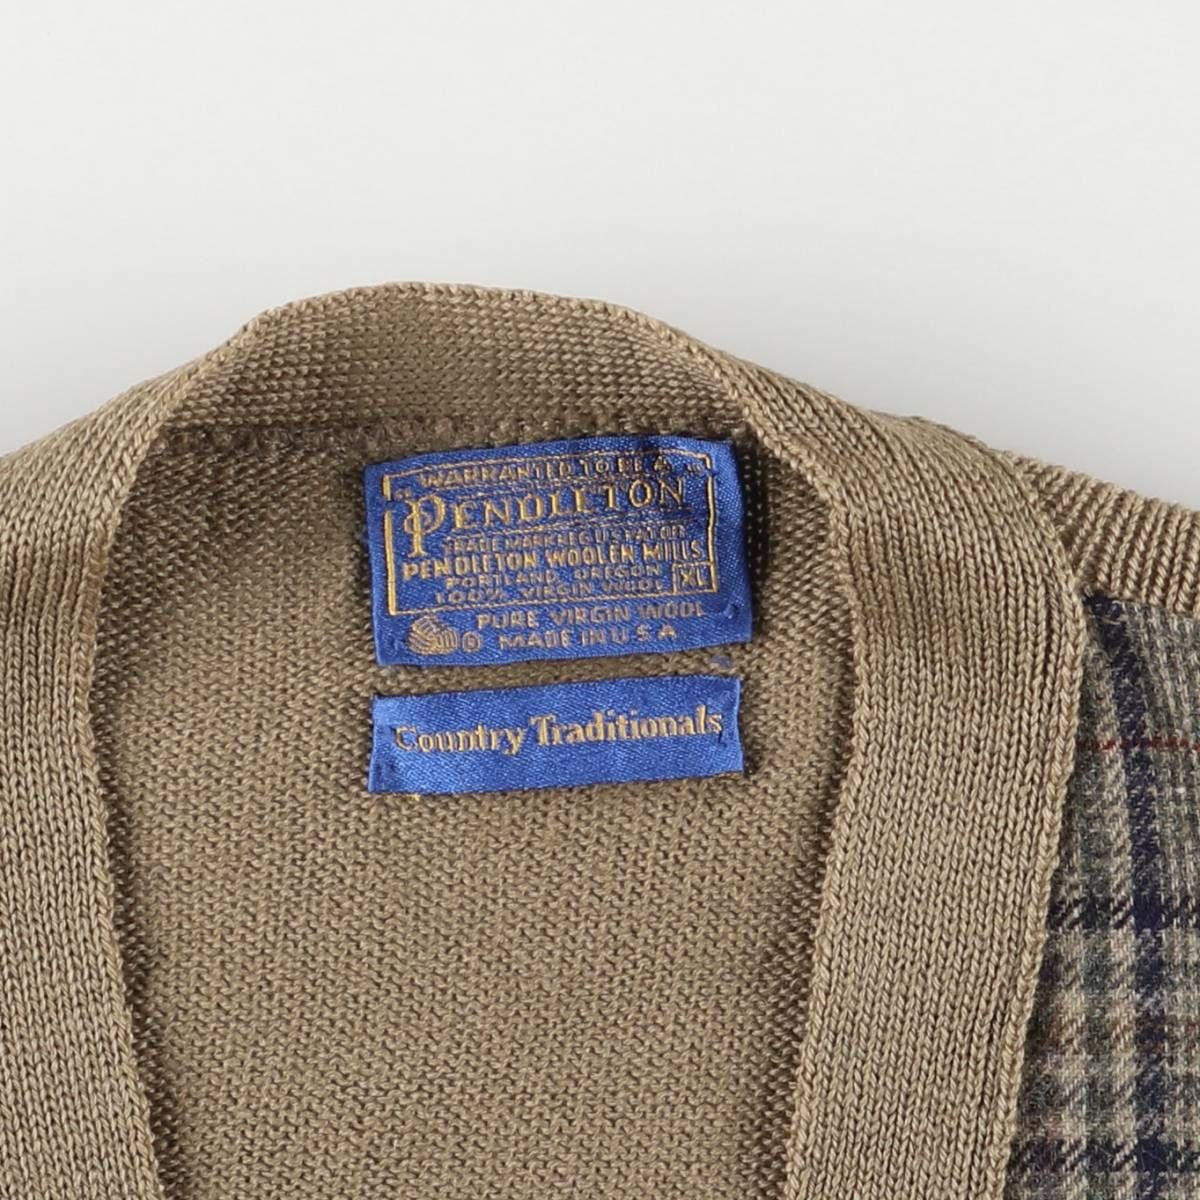 "WARRANTED TO BE A"
PENDLETON
TRADE MARK REG. U.S. PAT. OFF.
PENDLETON WOOLEN MILLS
PORTLAND, OREGON
100% VIRGIN WOOL XL
PURE VIRGIN WOOL
® MADE IN U S A
Country Traditionals